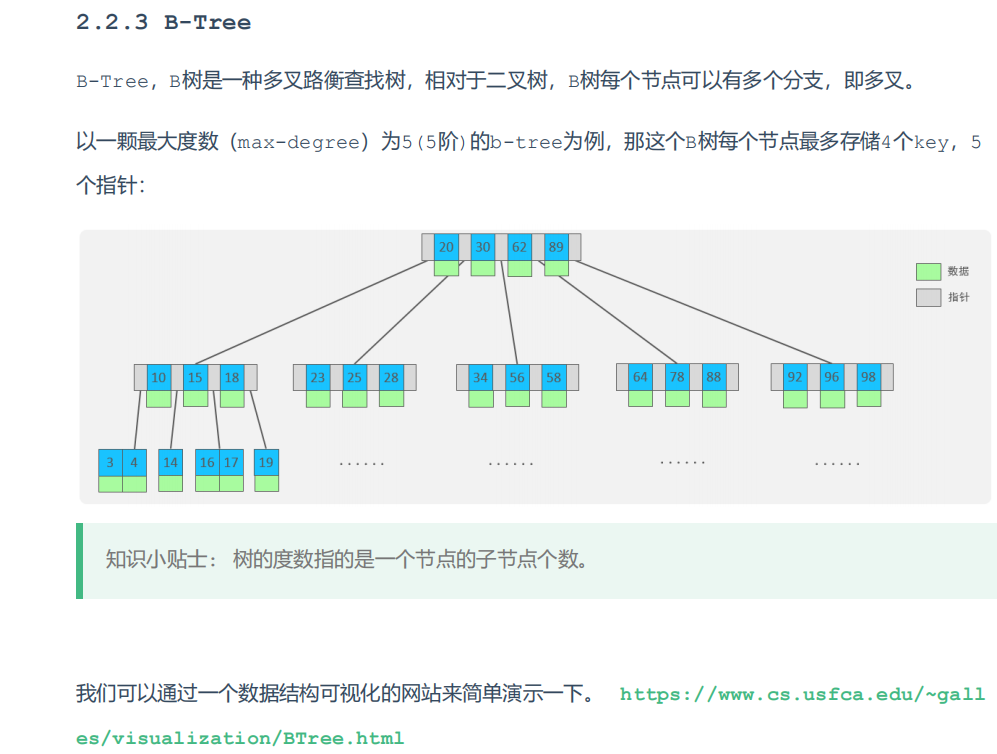 2.2.3 B-Tree
B-Tree，B树是一种多叉路衡查找树，相对于二叉树，B树每个节点可以有多个分支，即多叉。
以一颗最大度数（max-degree）为5(5阶)的b-tree为例，那这个B树每个节点最多存储4个key，5
个指针：
20 30 62 89
数据
指针
10 15 18 23 25 28 34 56 58 64 78 88 92 96 98
3 4 14 16 17 19 ...... ...... ...... ......
知识小贴士： 树的度数指的是一个节点的子节点个数。
我们可以通过一个数据结构可视化的网站来简单演示一下。 https://www.cs.usfca.edu/~gall
es/visualization/BTree.html